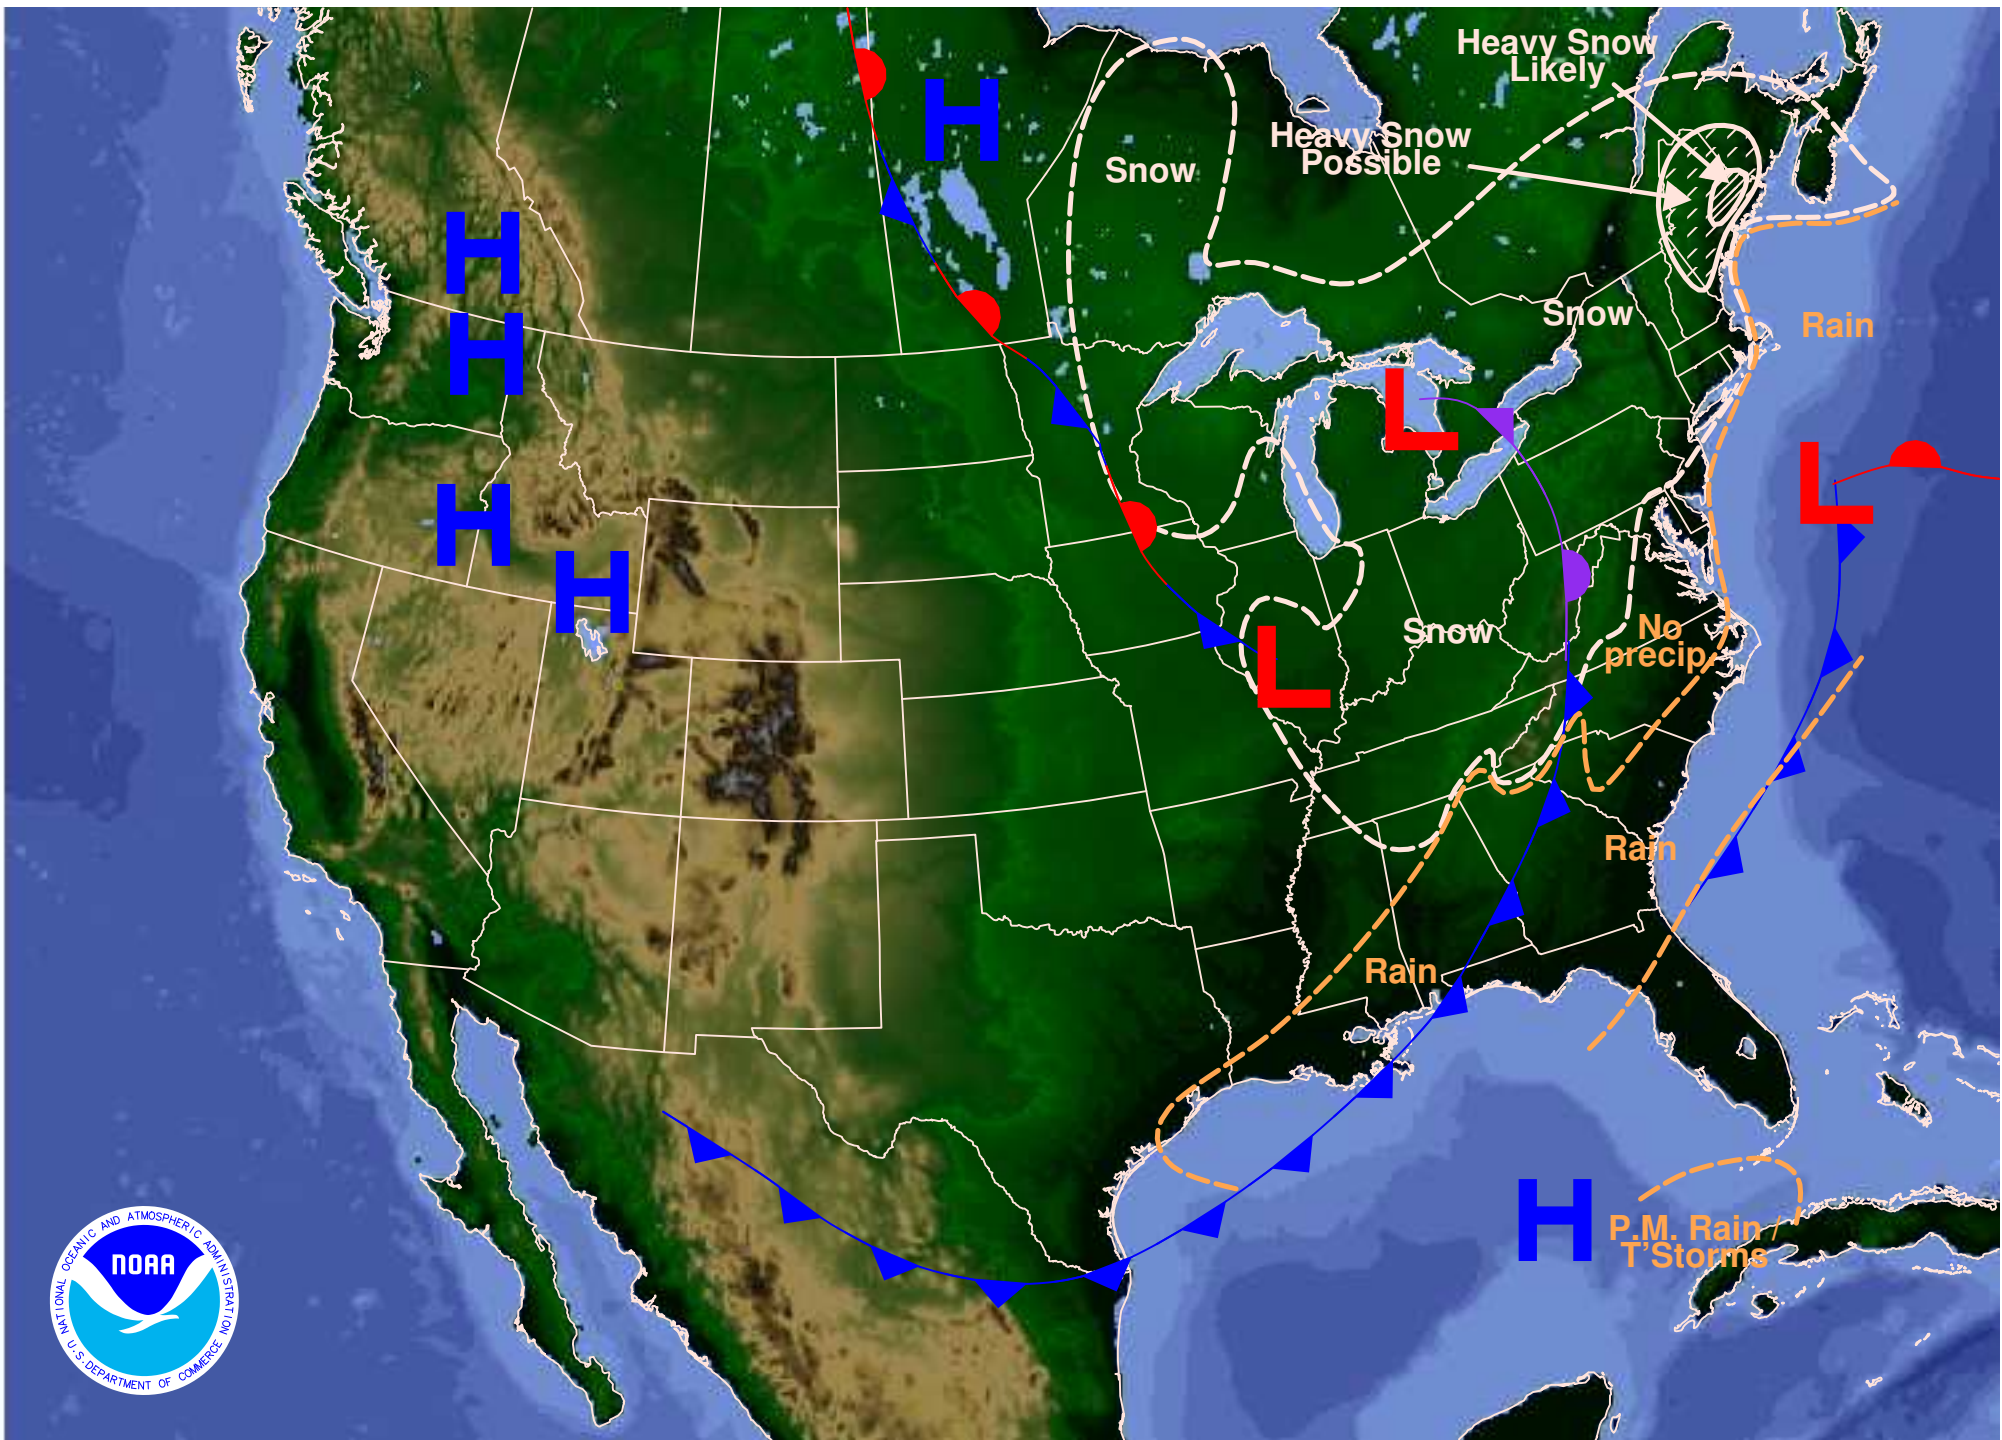 Heavy Snow
Likely
H
Heavy Snow
Possible
Snow
H
Snow
Rain
H
L
L
H
H
L
Snow
No
precip.
Rain
Rain
H
P.M. Rain /
T'Storms
NOAA
NATIONAL OCEANIC AND ATMOSPHERIC ADMINISTRATION
U.S. DEPARTMENT OF COMMERCE